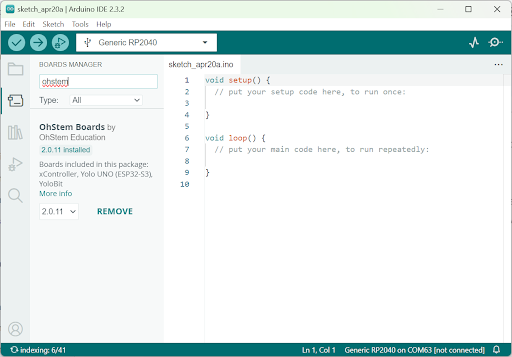 sketch_apr20a | Arduino IDE 2.3.2
File Edit Sketch Tools Help
Generic RP2040
BOARDS MANAGER
ohstem
Type: All
OhStem Boards by
OhStem Education
2.0.11 installed
Boards included in this package:
xController, Yolo UNO (ESP32-S3),
YoloBit
More info
2.0.11 REMOVE
sketch_apr20a.ino
1 void setup() {
2 // put your setup code here, to run once:
3
4 }
5
6 void loop() {
7 // put your main code here, to run repeatedly:
8
9 }
10
indexing: 6/41 Ln 1, Col 1 Generic RP2040 on COM63 [not connected]